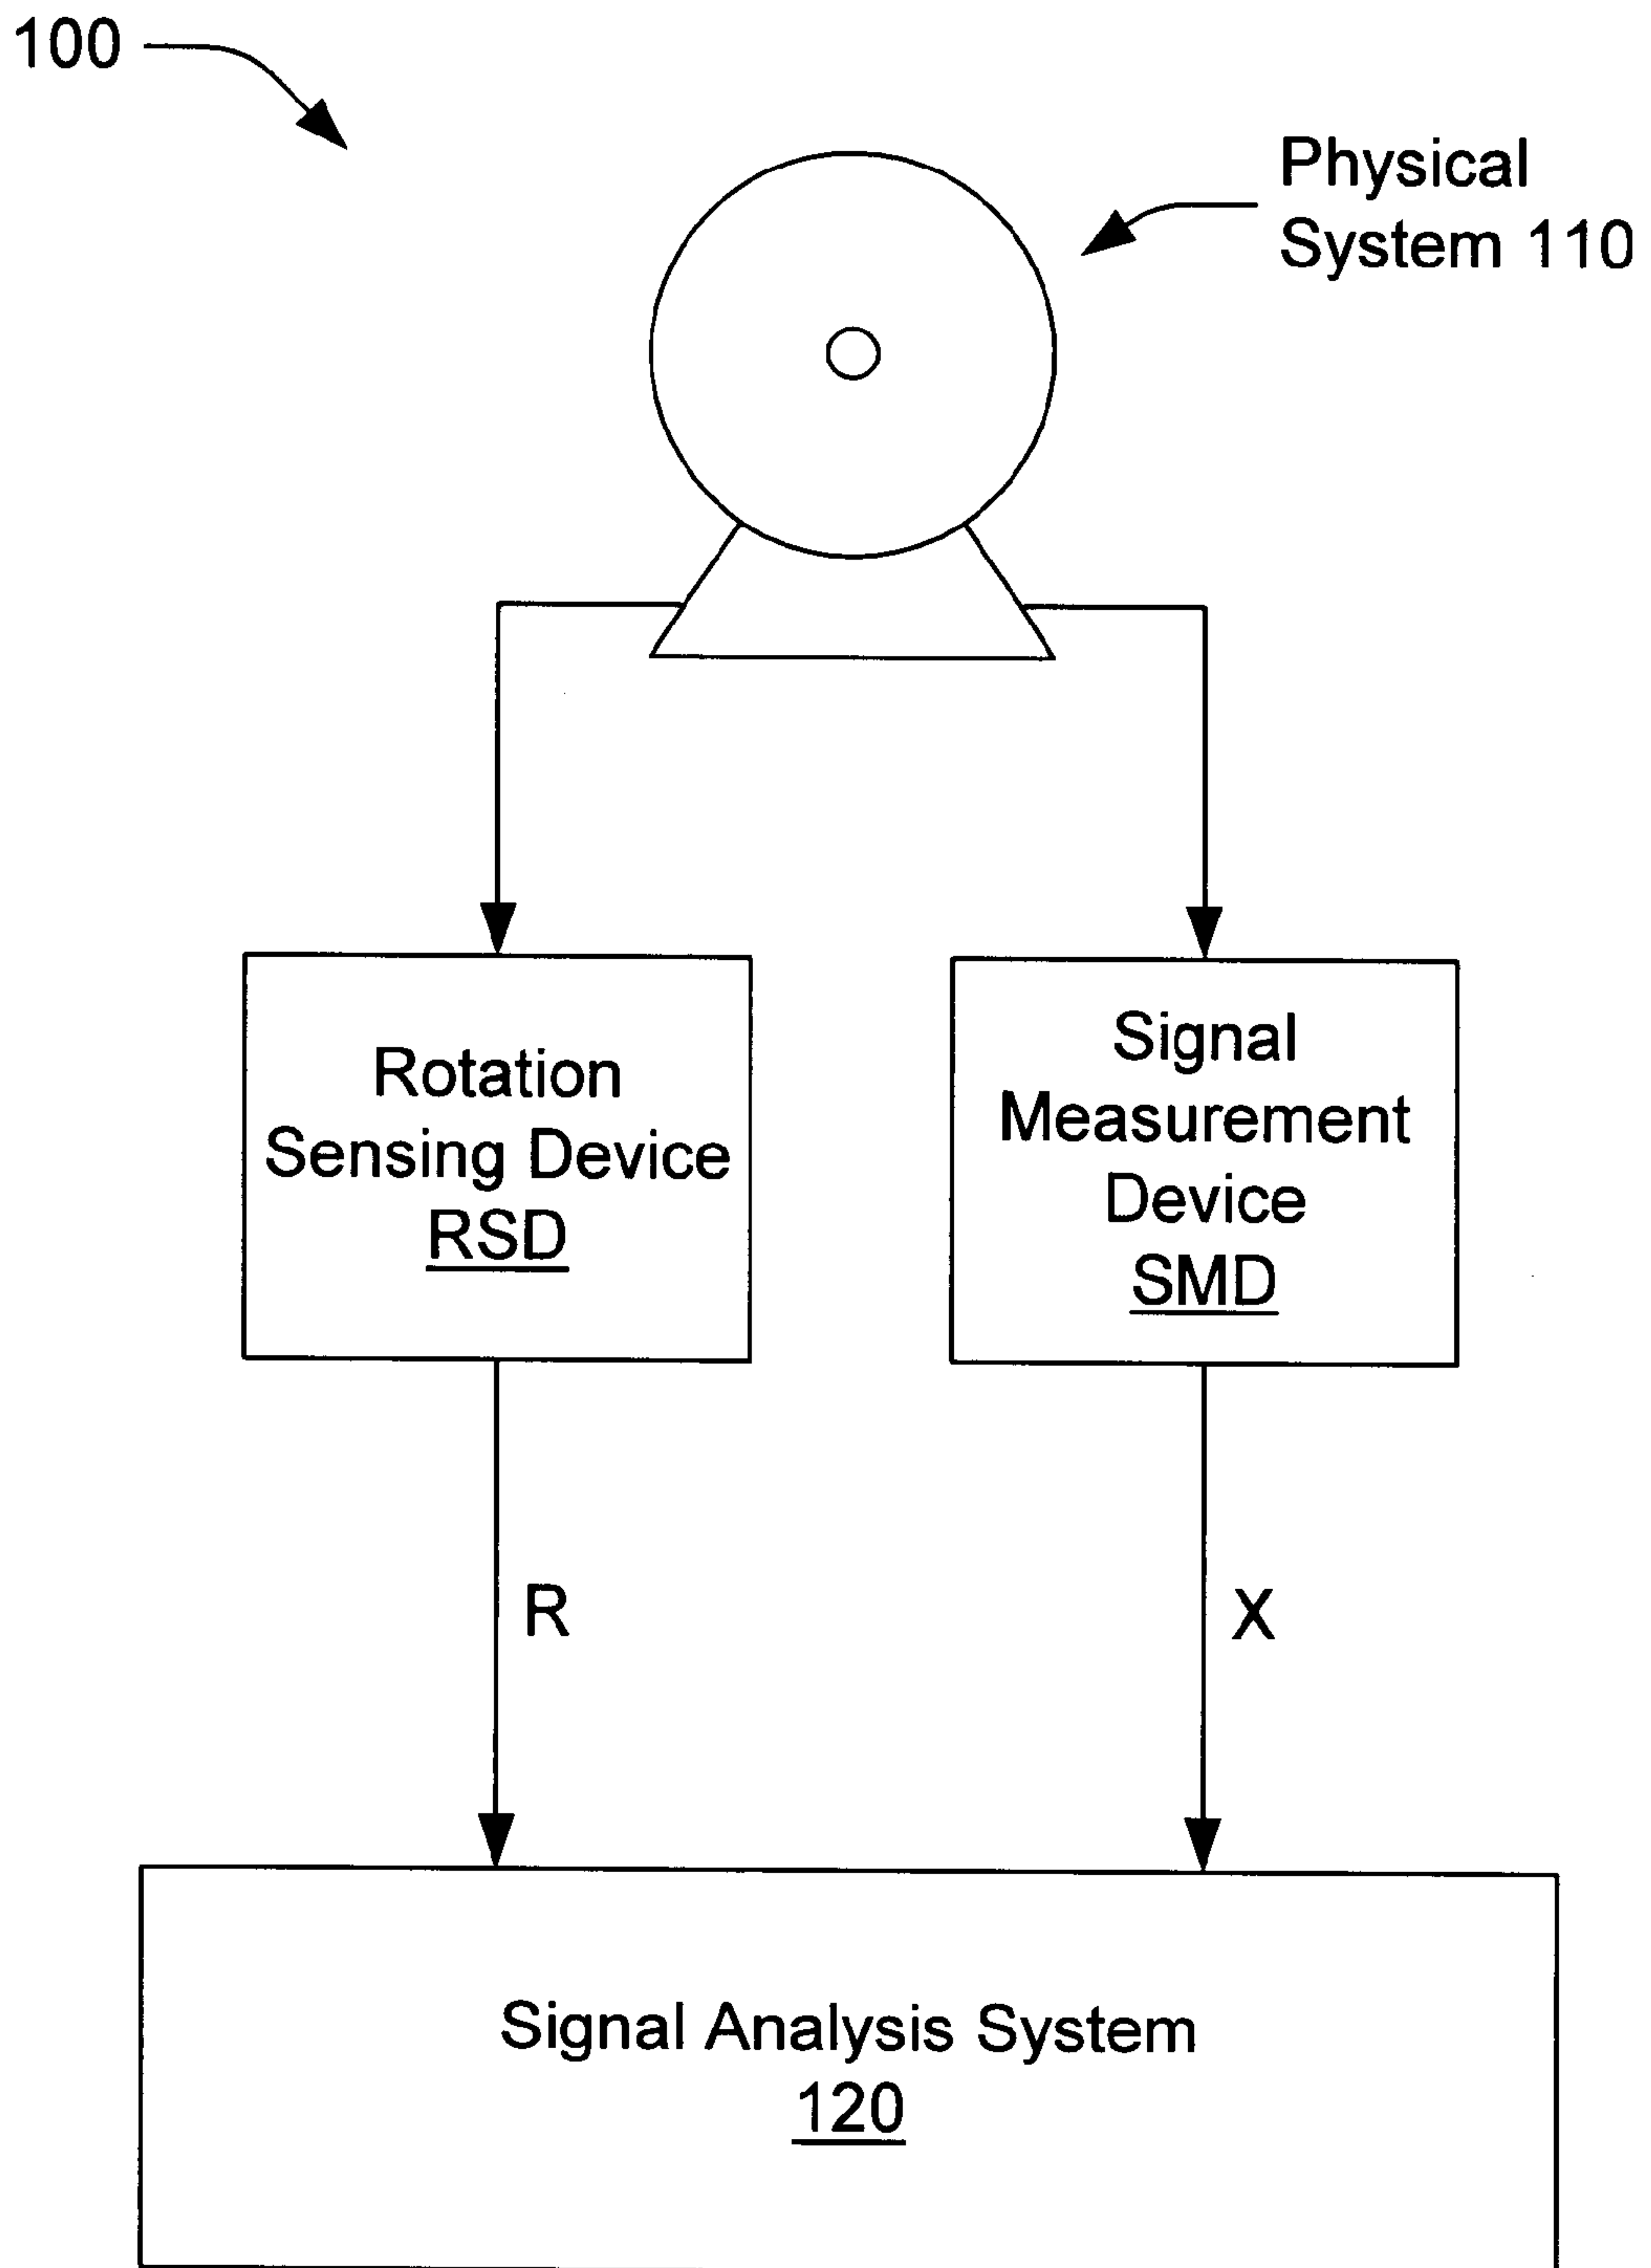 100
Physical
System 110
Rotation
Sensing Device
RSD
Signal
Measurement
Device
SMD
R
X
Signal Analysis System
120